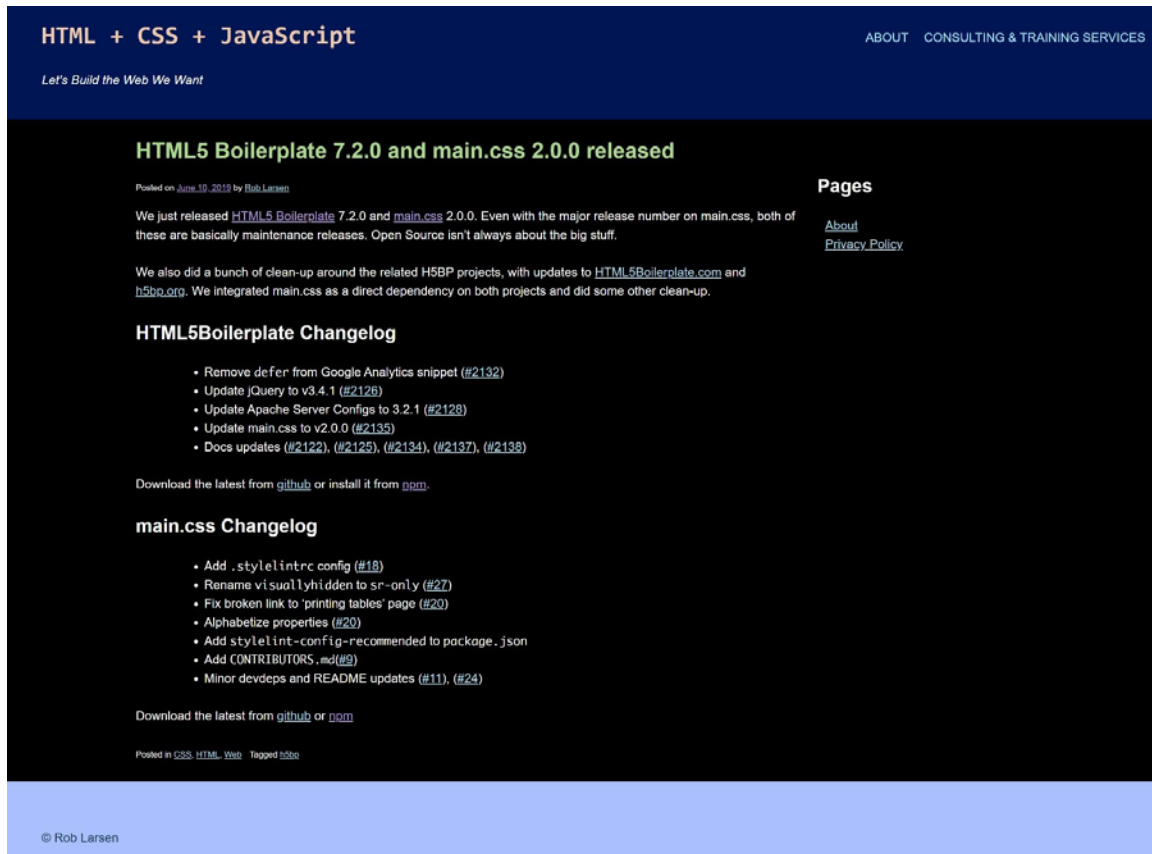 HTML + CSS + JavaScript
ABOUT CONSULTING & TRAINING SERVICES
Let's Build the Web We Want
HTML5 Boilerplate 7.2.0 and main.css 2.0.0 released
Posted on June 10, 2019 by Rob Larsen
We just released HTML5 Boilerplate 7.2.0 and main.css 2.0.0. Even with the major release number on main.css, both of
these are basically maintenance releases. Open Source isn't always about the big stuff.
We also did a bunch of clean-up around the related H5BP projects, with updates to HTML5Boilerplate.com and
h5bp.org. We integrated main.css as a direct dependency on both projects and did some other clean-up.
HTML5Boilerplate Changelog
• Remove defer from Google Analytics snippet (#2132)
• Update jQuery to v3.4.1 (#2126)
• Update Apache Server Configs to 3.2.1 (#2128)
• Update main.css to v2.0.0 (#2135)
• Docs updates (#2122), (#2125), (#2134), (#2137), (#2138)
Download the latest from github or install it from npm.
main.css Changelog
• Add .stylelintrc config (#18)
• Rename visuallyhidden to sr-only (#27)
• Fix broken link to 'printing tables' page (#20)
• Alphabetize properties (#20)
• Add stylelint-config-recommended to package.json
• Add CONTRIBUTORS.md(#9)
• Minor devdeps and README updates (#11), (#24)
Download the latest from github or npm
Posted in CSS, HTML, Web Tagged h5bp
Pages
About
Privacy Policy
© Rob Larsen